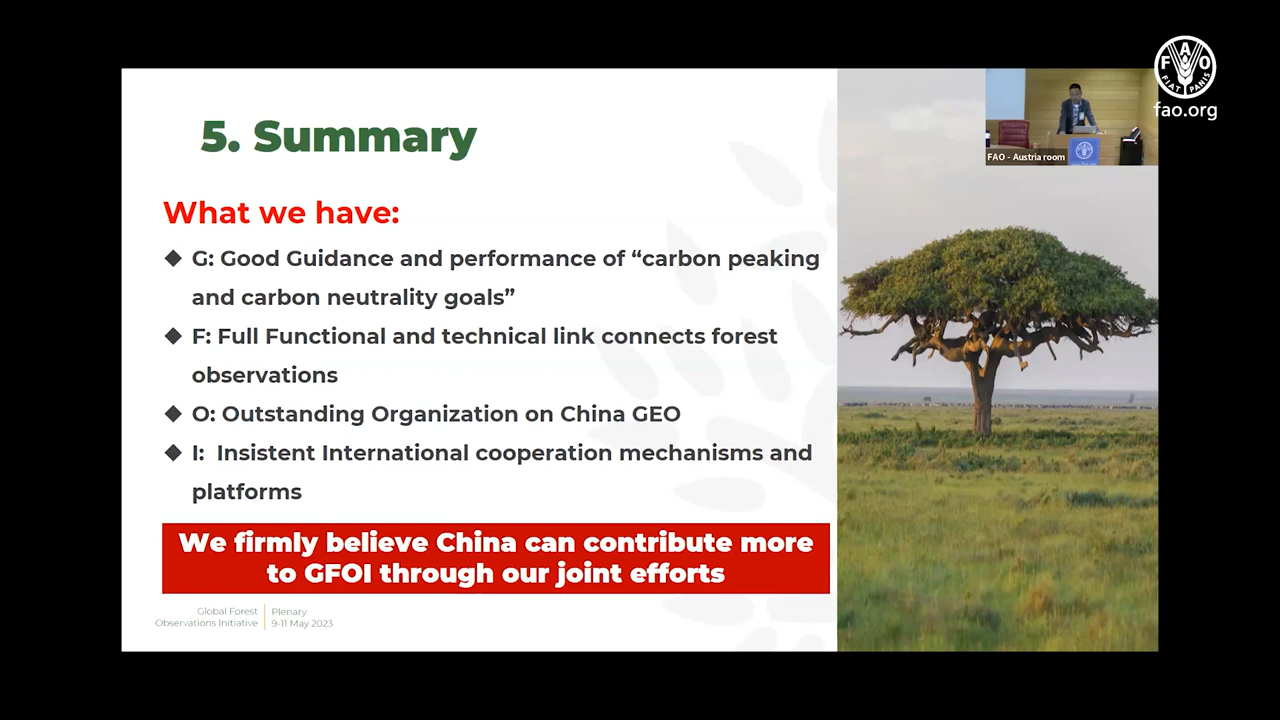 FAO
FIAT PANIS
fao.org
FAO - Austria room
5. Summary
What we have:
◆ G: Good Guidance and performance of “carbon peaking
and carbon neutrality goals”
◆ F: Full Functional and technical link connects forest
observations
◆ O: Outstanding Organization on China GEO
◆ I:  Insistent International cooperation mechanisms and
platforms
We firmly believe China can contribute more
to GFOI through our joint efforts
Global Forest
Observations Initiative
Plenary
9-11 May 2023